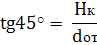 tg45° = Hк / dот